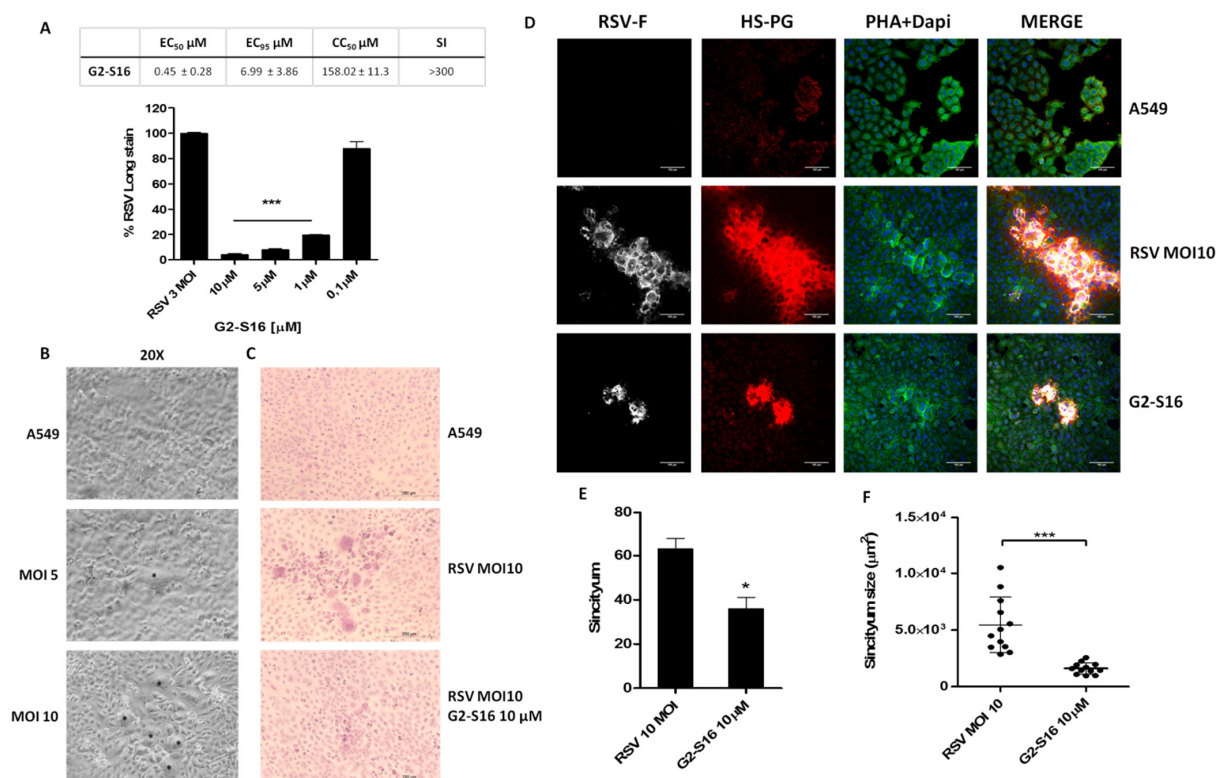 A
EC50 μM EC95 μM CC50 μM SI
G2-S16 0.45 ± 0.28 6.99 ± 3.86 158.02 ± 11.3 >300
% RSV Long stain
120
100
80
60
40
20
0
***
RSV 3 MOI 10μM 5μM 1μM 0,1μM
G2-S16 [μM]
B 20X C
A549 A549
MOI 5 RSV MOI10
MOI 10 RSV MOI10
G2-S16 10 μM
D RSV-F HS-PG PHA+Dapi MERGE
A549
RSV MOI10
G2-S16
E
Sincityum
80
60
40
20
0
*
RSV 10 MOI G2-S16 10μM
F
Sincityum size (μm²)
1.5×10⁴
1.0×10⁴
5.0×10³
0
***
RSV MOI 10 G2-S16 10μM